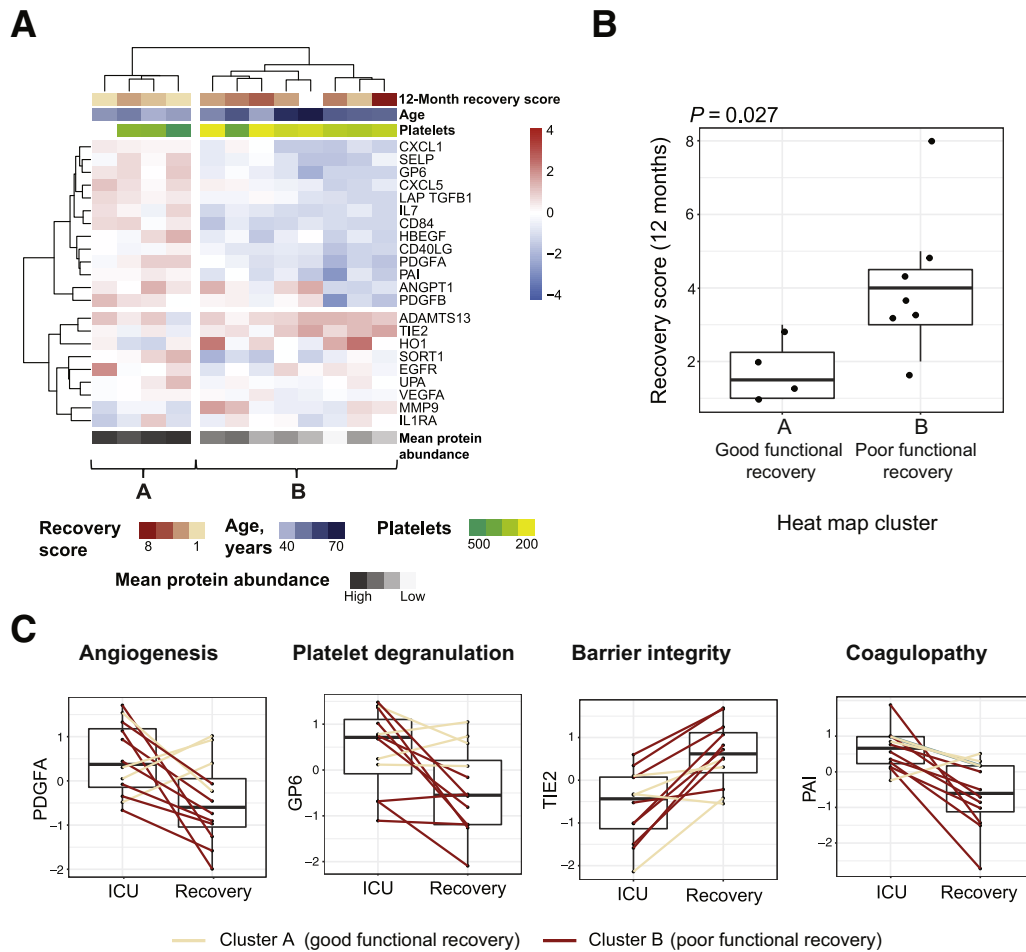 A
12-Month recovery score
Age
Platelets
CXCL1
SELP
GP6
CXCL5
LAP TGFB1
IL7
CD84
HBEGF
CD40LG
PDGFA
PAI
ANGPT1
PDGFB
ADAMTS13
TIE2
HO1
SORT1
EGFR
UPA
VEGFA
MMP9
IL1RA
Mean protein
abundance
4
2
0
−2
−4
A
B
Recovery
score
8
1
Age,
years
40
70
Platelets
500
200
Mean protein abundance
High
Low
B
P = 0.027
Recovery score (12 months)
8
6
4
2
A
B
Good functional
recovery
Poor functional
recovery
Heat map cluster
C
Angiogenesis
PDGFA
1
0
−1
−2
ICU
Recovery
Platelet degranulation
GP6
1
0
−1
−2
ICU
Recovery
Barrier integrity
TIE2
1
0
−1
−2
ICU
Recovery
Coagulopathy
PAI
2
1
0
−1
−2
ICU
Recovery
Cluster A (good functional recovery)
Cluster B (poor functional recovery)